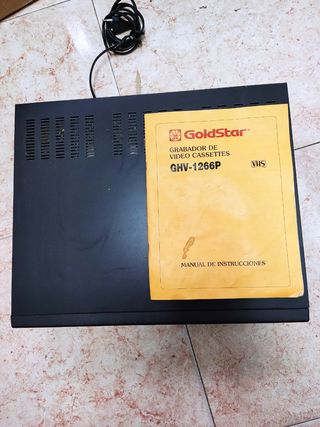 GoldStar
GRABADOR DE
VIDEO CASSETTES
GHV-1266P
VHS
MANUAL DE INSTRUCCIONES